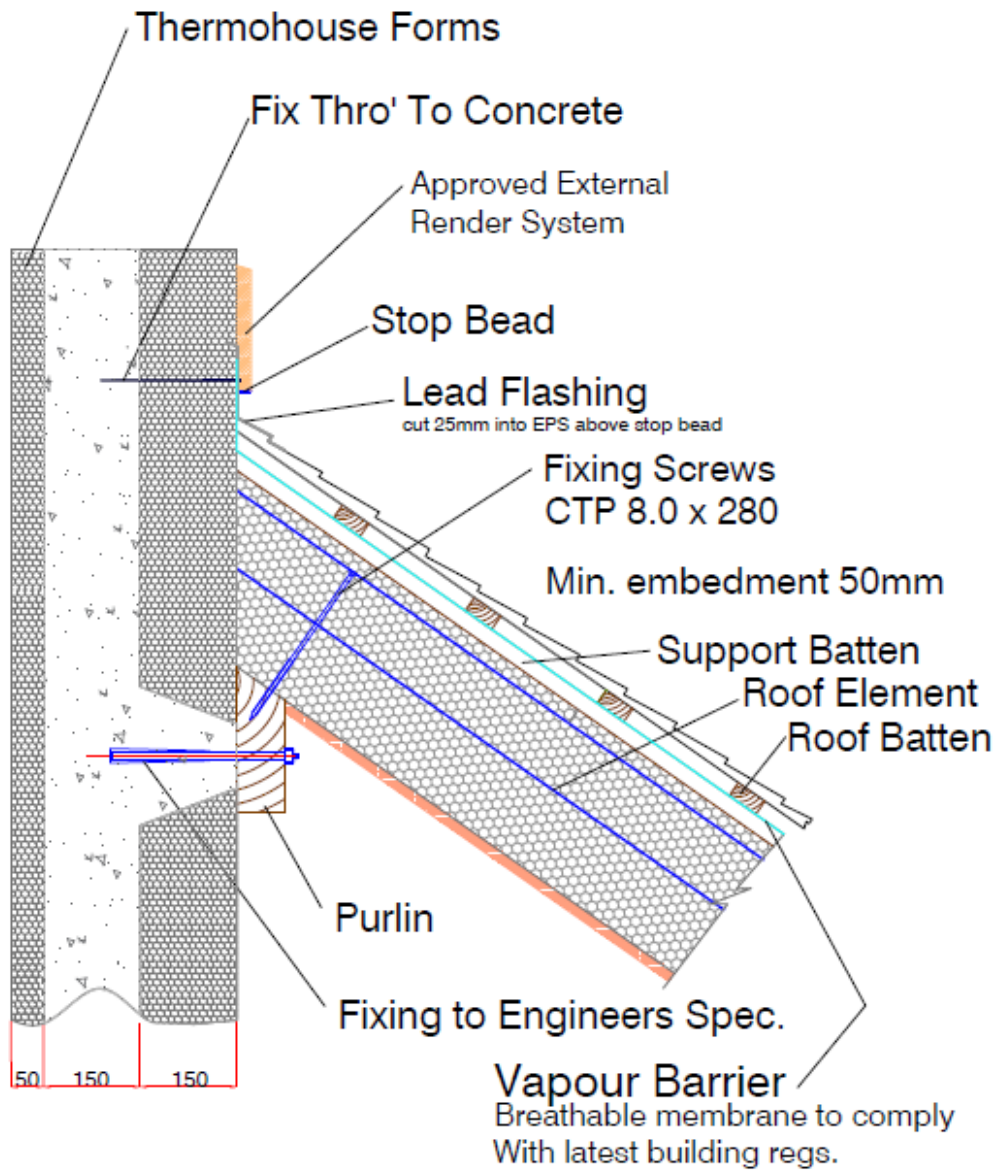 Thermohouse Forms
Fix Thro' To Concrete
Approved External
Render System
Stop Bead
Lead Flashing
cut 25mm into EPS above stop bead
Fixing Screws
CTP 8.0 x 280
Min. embedment 50mm
Support Batten
Roof Element
Roof Batten
Purlin
Fixing to Engineers Spec.
50 150 150
Vapour Barrier
Breathable membrane to comply
With latest building regs.